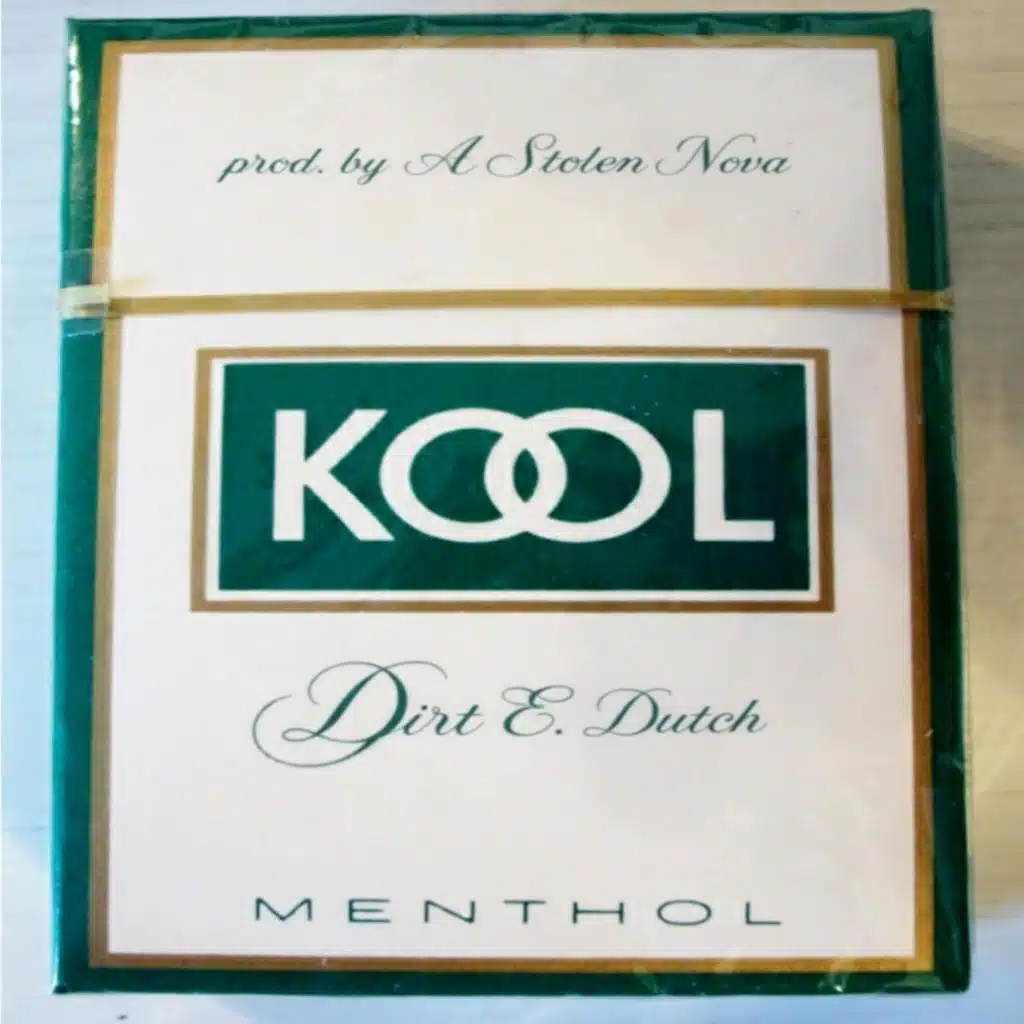 prod. by A Stolen Nova
KOOL
Dirt E. Dutch
MENTHOL